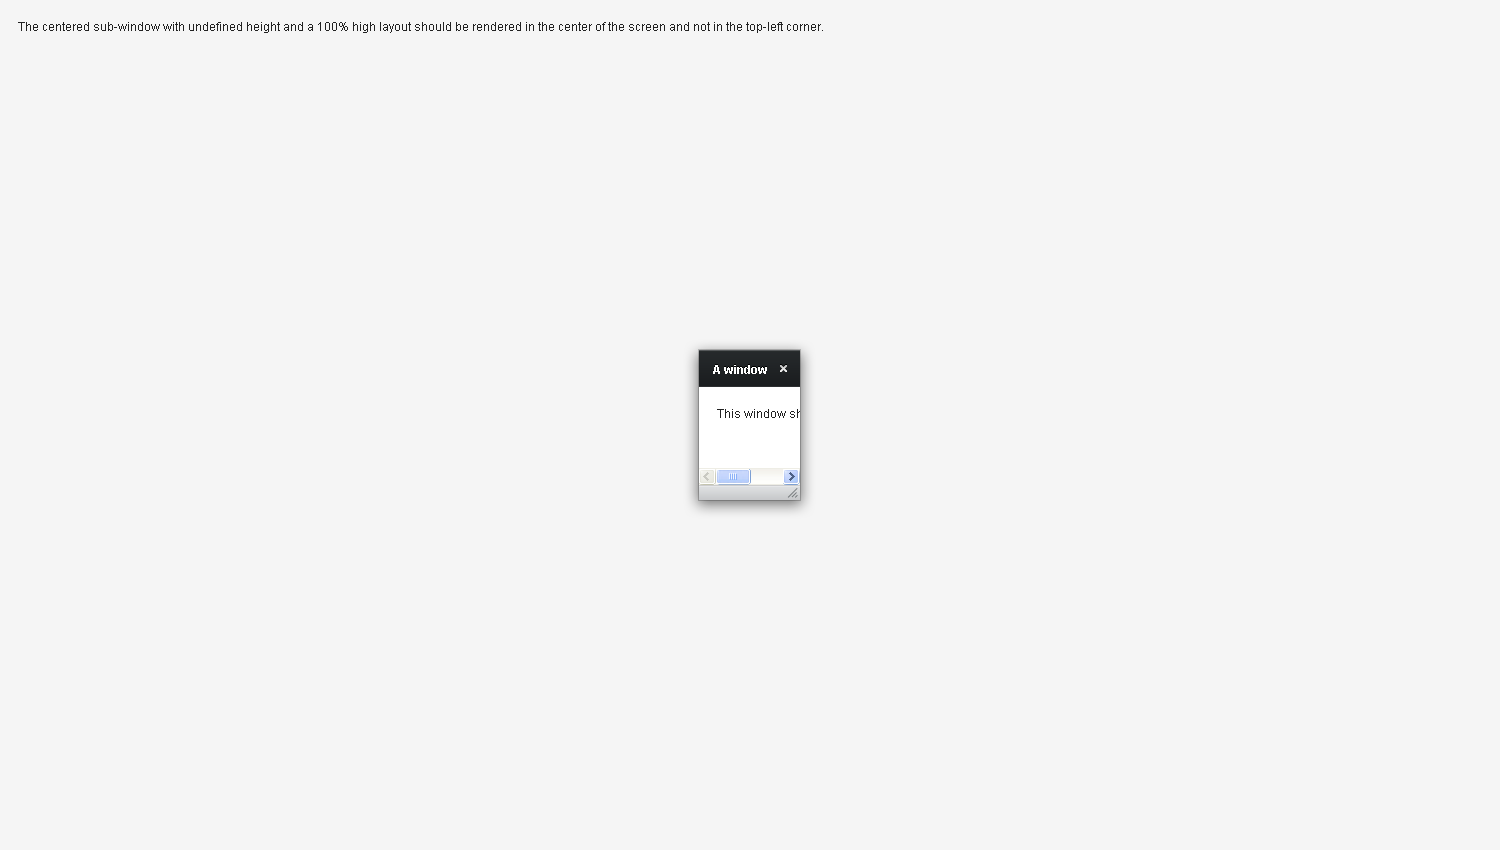 The centered sub-window with undefined height and a 100% high layout should be rendered in the center of the screen and not in the top-left corner.
A window
This window sh